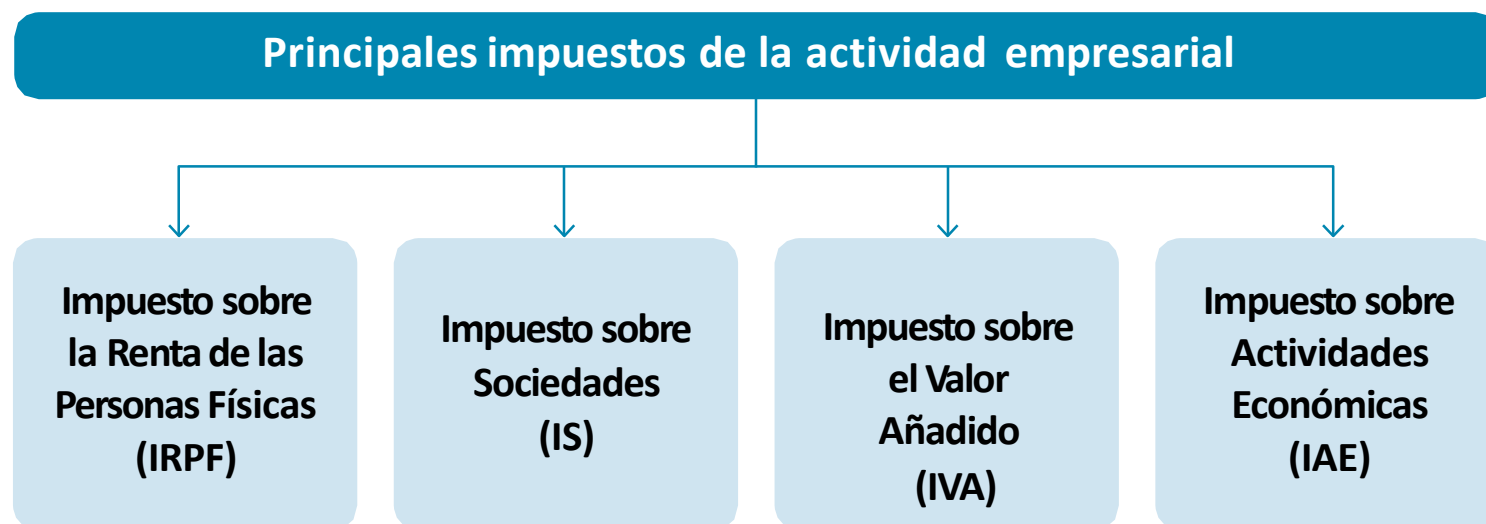 Principales impuestos de la actividad empresarial
Impuesto sobre
la Renta de las
Personas Físicas
(IRPF)
Impuesto sobre
Sociedades
(IS)
Impuesto sobre
el Valor
Añadido
(IVA)
Impuesto sobre
Actividades
Económicas
(IAE)